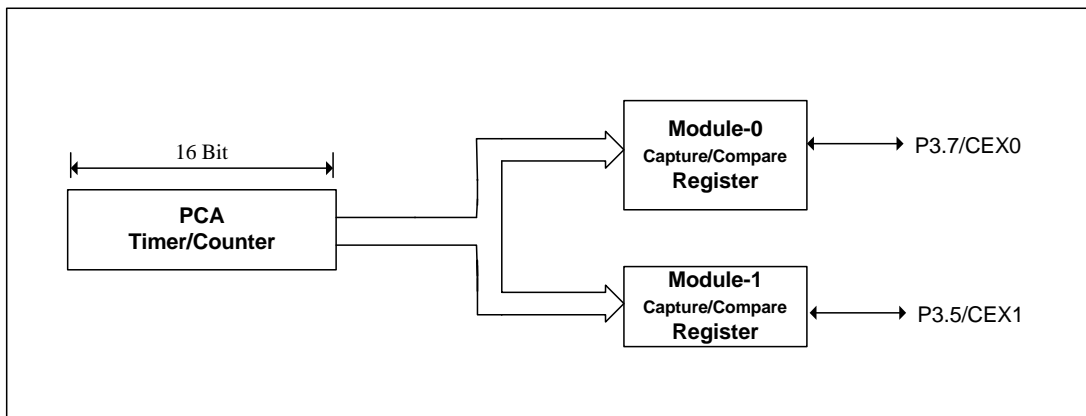 16 Bit
PCA
Timer/Counter
Module-0
Capture/Compare
Register
P3.7/CEX0
Module-1
Capture/Compare
Register
P3.5/CEX1